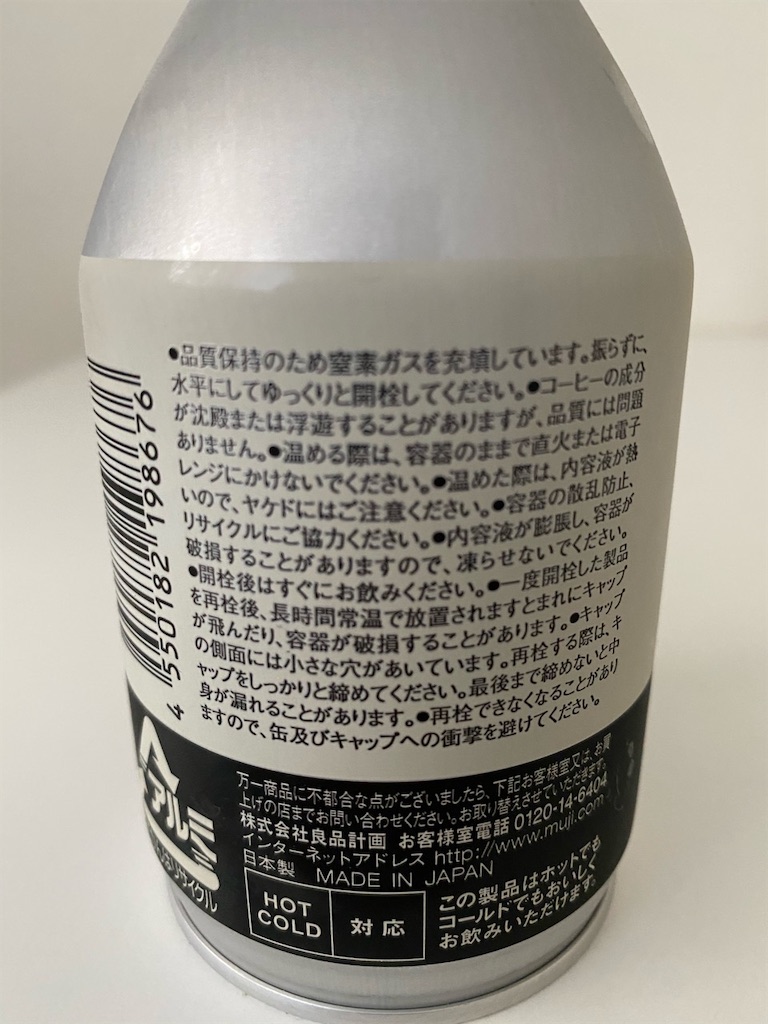 ●品質保持のため窒素ガスを充填しています。振らずに、
水平にしてゆっくりと開栓してください。●コーヒーの成分
が沈殿または浮遊することがありますが、品質には問題
ありません。●温める際は、容器のままで直火または電子
レンジにかけないでください。●温めた際は、内容液が熱
いので、ヤケドにはご注意ください。●容器の散乱防止、
リサイクルにご協力ください。●内容液が膨脹し、容器が
破損することがありますので、凍らせないでください。
●開栓後はすぐにお飲みください。●一度開栓した製品
を再栓後、長時間常温で放置されますとまれにキャップ
が飛んだり、容器が破損することがあります。●キャップ
の側面には小さな穴があいています。再栓する際は、キ
ャップをしっかりと締めてください。最後まで締めないと中
身が漏れることがあります。●再栓できなくなることがあり
ますので、缶及びキャップへの衝撃を避けてください。
4 550182 198676
アルミ
リサイクル
万一商品に不都合な点がございましたら、下記お客様室又は、お買
上げの店までお問い合わせください。お取り替えさせていただきます。
株式会社良品計画 お客様室電話 0120-14-6404
インターネットアドレス http://www.muji.com
日本製 MADE IN JAPAN
HOT
COLD
対応
この製品はホットでも
コールドでもおいしく
お飲みいただけます。